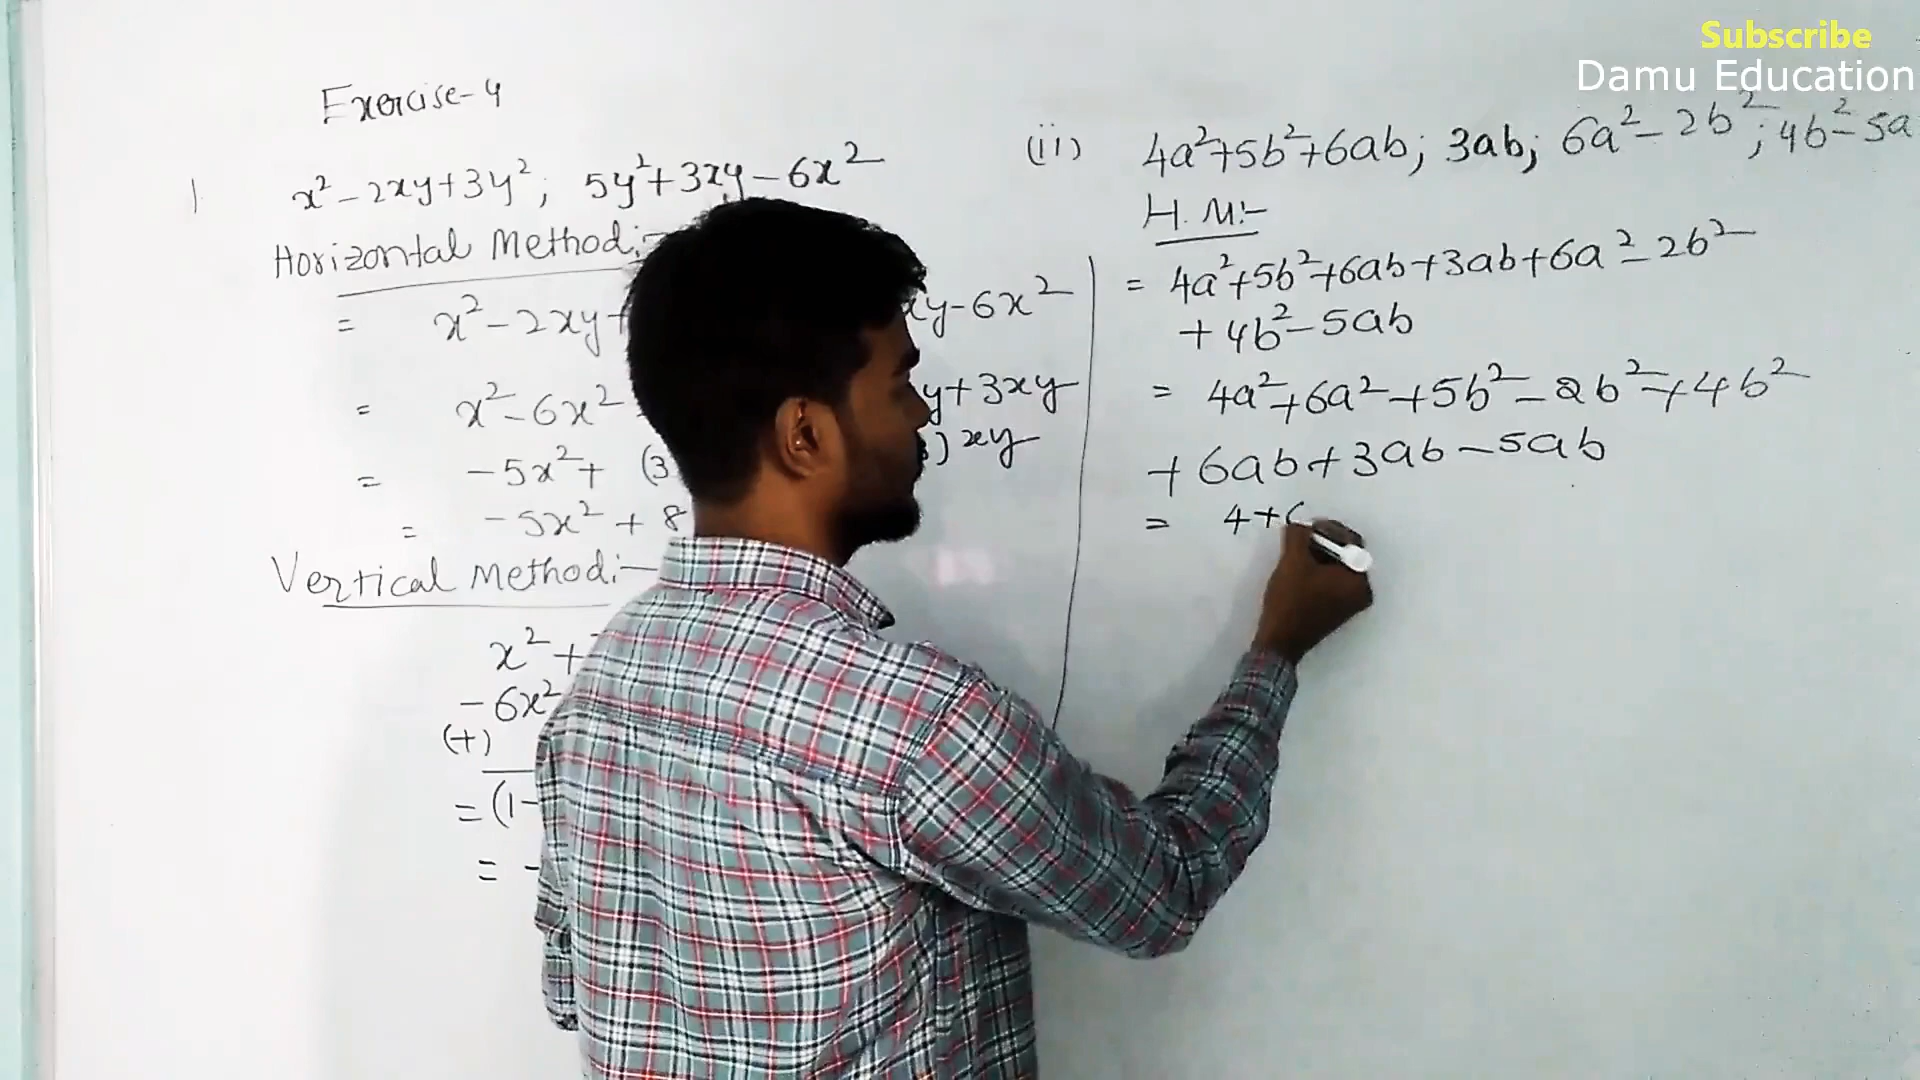 Subscribe
Damu Education
Exercise-4
1 x²-2xy+3y²; 5y²+3xy-6x²
Horizontal Method:-
= x²-2xy+ xy-6x²
= x²-6x² y+3xy
= -5x²+ (3 ) xy
= -5x² + 8
Vertical Method:-
x²+
-6x²
(+)
= (1-
= -
(ii) 4a²+5b²+6ab; 3ab; 6a²-2b²; 4b²-5a
H.M:-
= 4a²+5b²+6ab+3ab+6a²-2b²
+4b²-5ab
= 4a²+6a²+5b²-2b²+4b²
+6ab+3ab-5ab
= 4+6